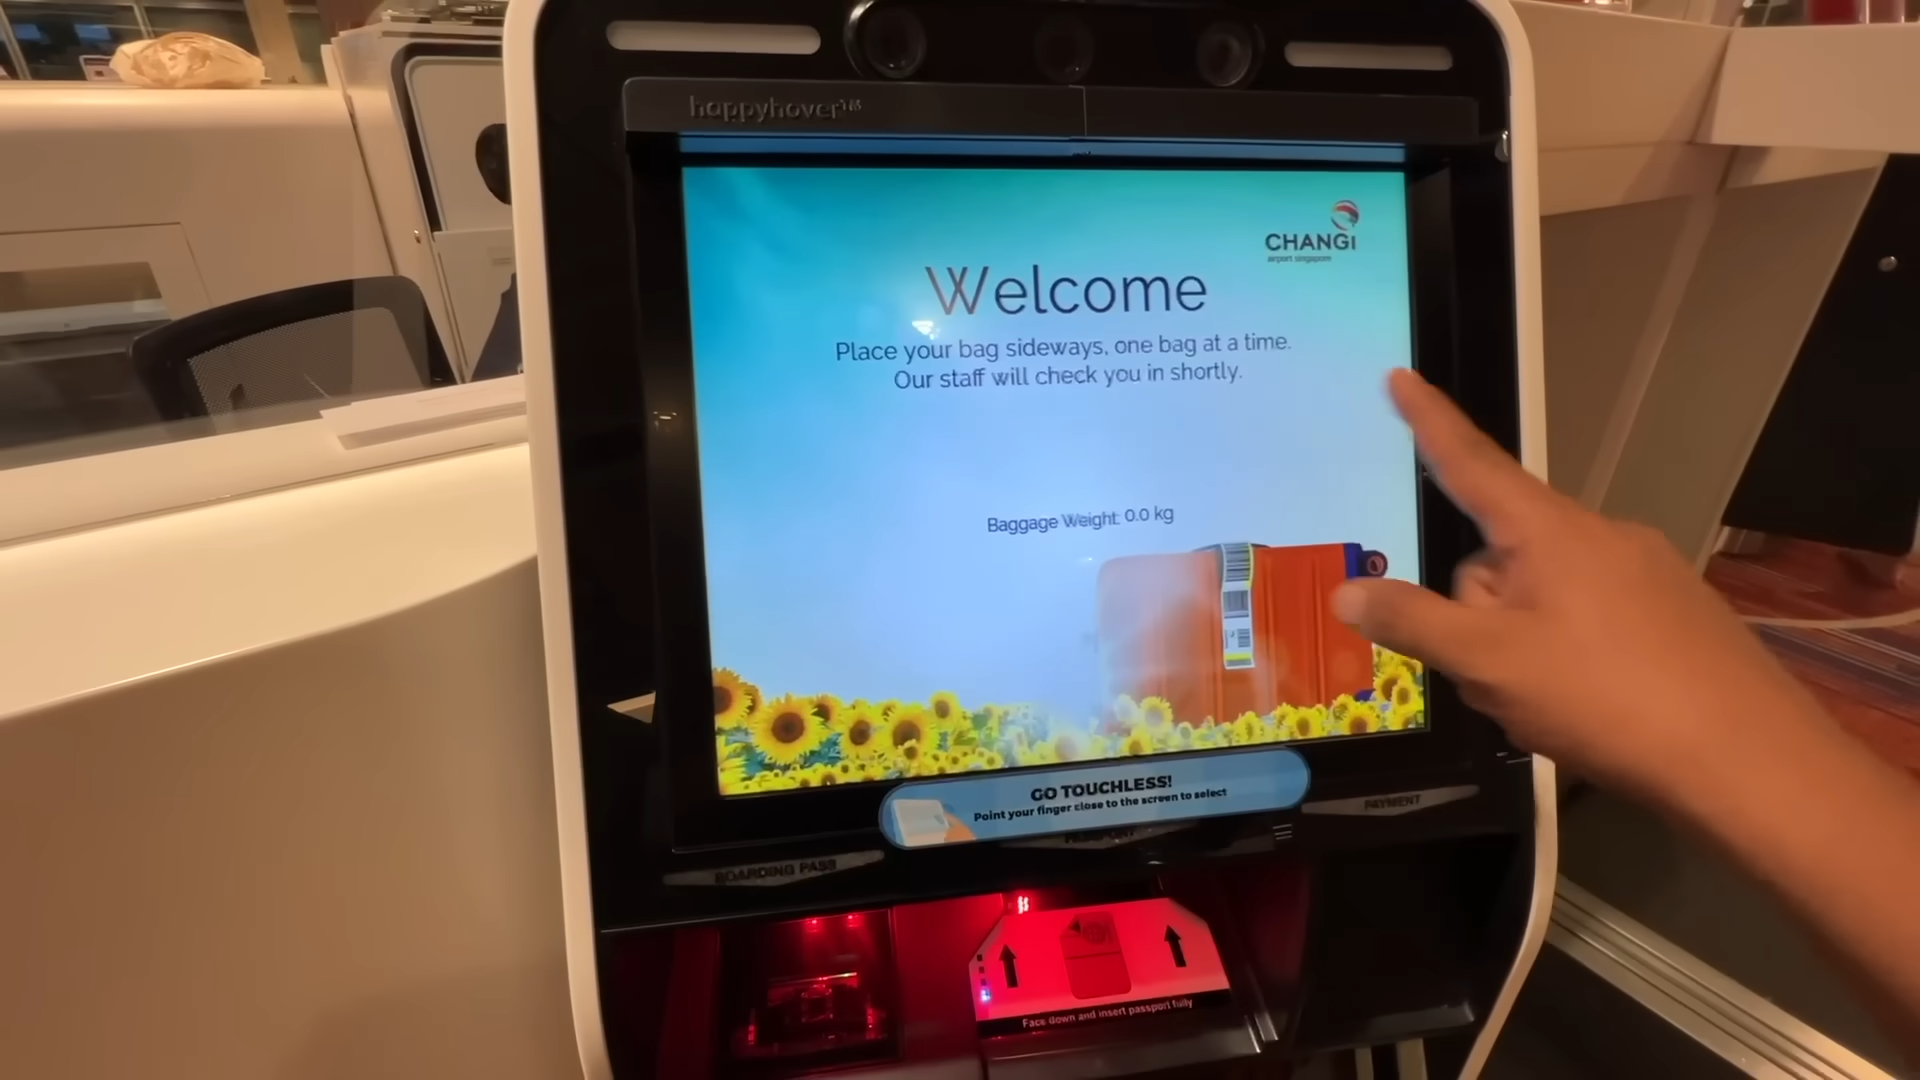 happyhover™
CHANGI
airport singapore
Welcome
Place your bag sideways, one bag at a time.
Our staff will check you in shortly.
Baggage Weight: 0.0 kg
GO TOUCHLESS!
Point your finger close to the screen to select
PAYMENT
BOARDING PASS
Face down and insert passport fully